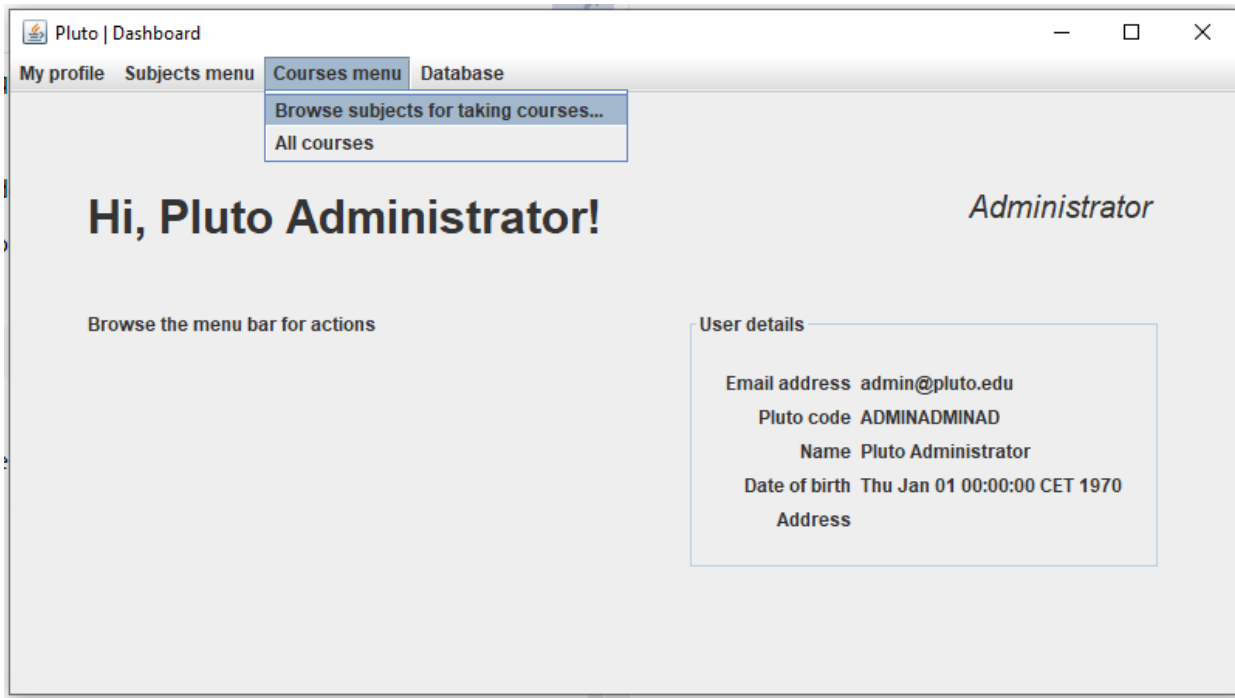 Pluto | Dashboard
My profile Subjects menu Courses menu Database
Browse subjects for taking courses...
All courses
Hi, Pluto Administrator!
Administrator
Browse the menu bar for actions
User details
Email address admin@pluto.edu
Pluto code ADMINADMINAD
Name Pluto Administrator
Date of birth Thu Jan 01 00:00:00 CET 1970
Address